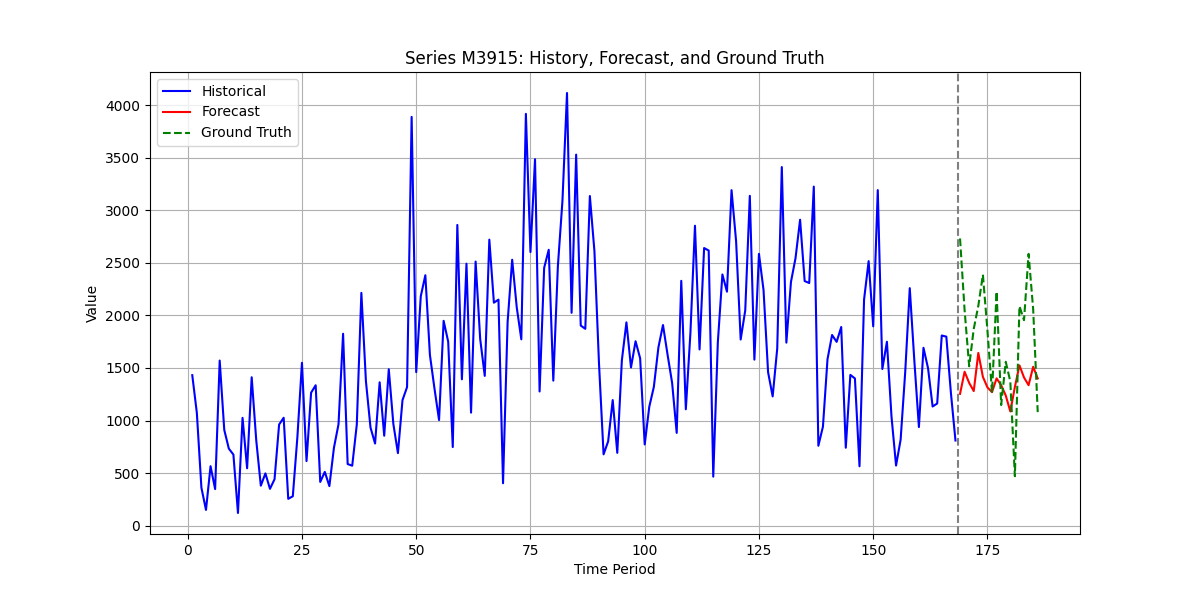 Series M3915: History, Forecast, and Ground Truth
Historical
Forecast
Ground Truth
Value
4000
3500
3000
2500
2000
1500
1000
500
0
0 25 50 75 100 125 150 175
Time Period